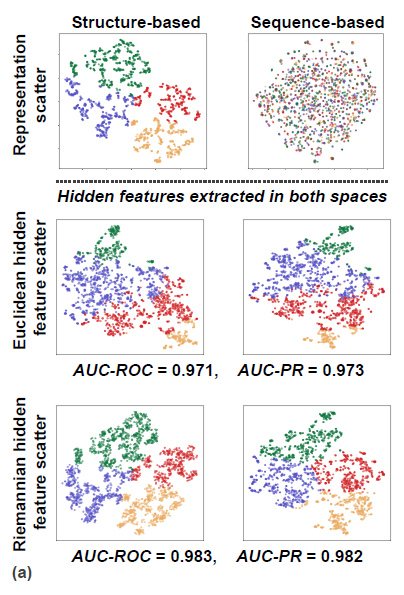 Structure-based Sequence-based
Representation
scatter
Hidden features extracted in both spaces
Euclidean hidden
feature scatter
AUC-ROC = 0.971, AUC-PR = 0.973
Riemannian hidden
feature scatter
AUC-ROC = 0.983, AUC-PR = 0.982
(a)